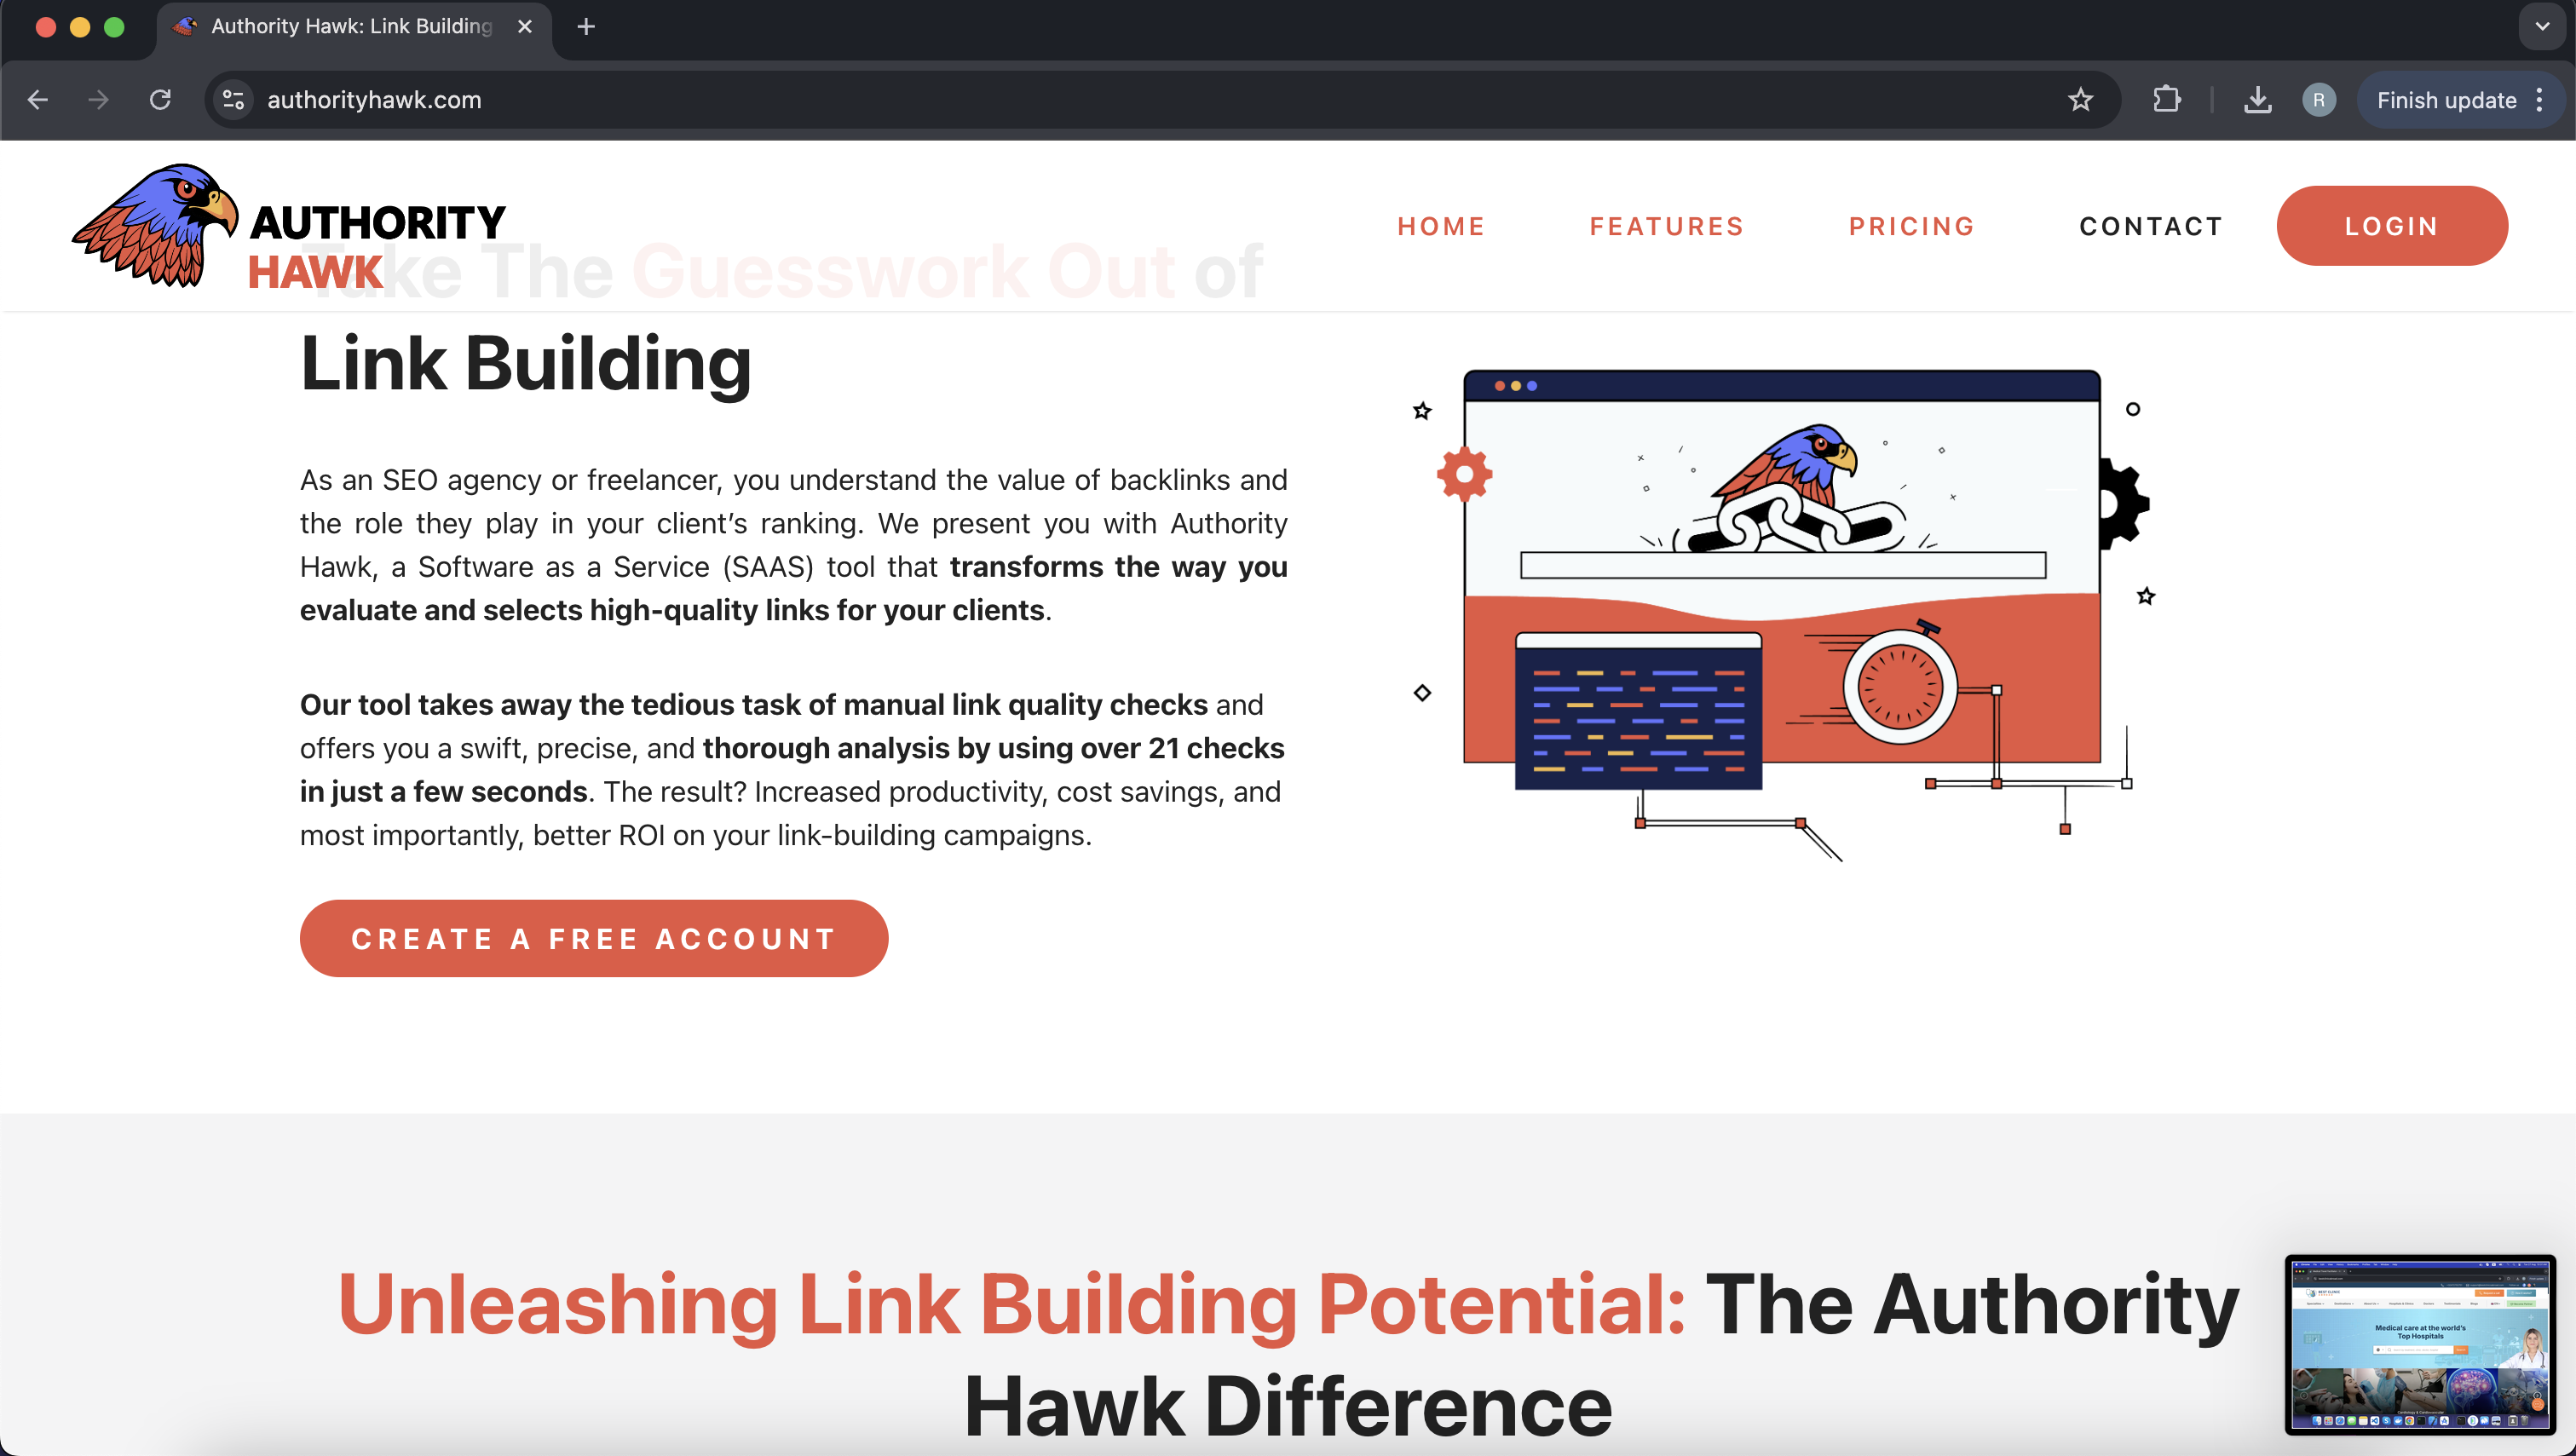 Authority Hawk: Link Building
authorityhawk.com
R
Finish update
AUTHORITY
HAWK
HOME
FEATURES
PRICING
CONTACT
LOGIN
Take The Guesswork Out of
Link Building
As an SEO agency or freelancer, you understand the value of backlinks and
the role they play in your client’s ranking. We present you with Authority
Hawk, a Software as a Service (SAAS) tool that transforms the way you
evaluate and selects high-quality links for your clients.
Our tool takes away the tedious task of manual link quality checks and
offers you a swift, precise, and thorough analysis by using over 21 checks
in just a few seconds. The result? Increased productivity, cost savings, and
most importantly, better ROI on your link-building campaigns.
CREATE A FREE ACCOUNT
Unleashing Link Building Potential: The Authority
Hawk Difference
Medical care at the world's
Top Hospitals